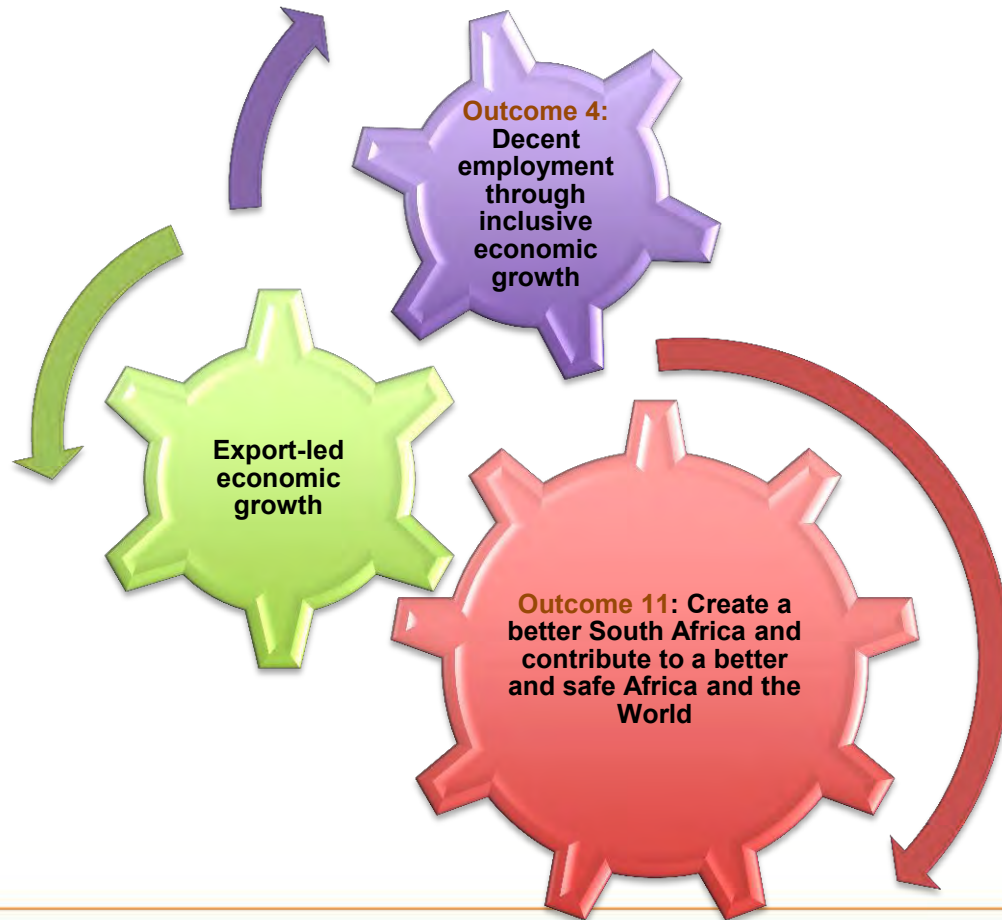 Outcome 4:
Decent
employment
through
inclusive
economic
growth
Export-led
economic
growth
Outcome 11: Create a
better South Africa and
contribute to a better
and safe Africa and the
World